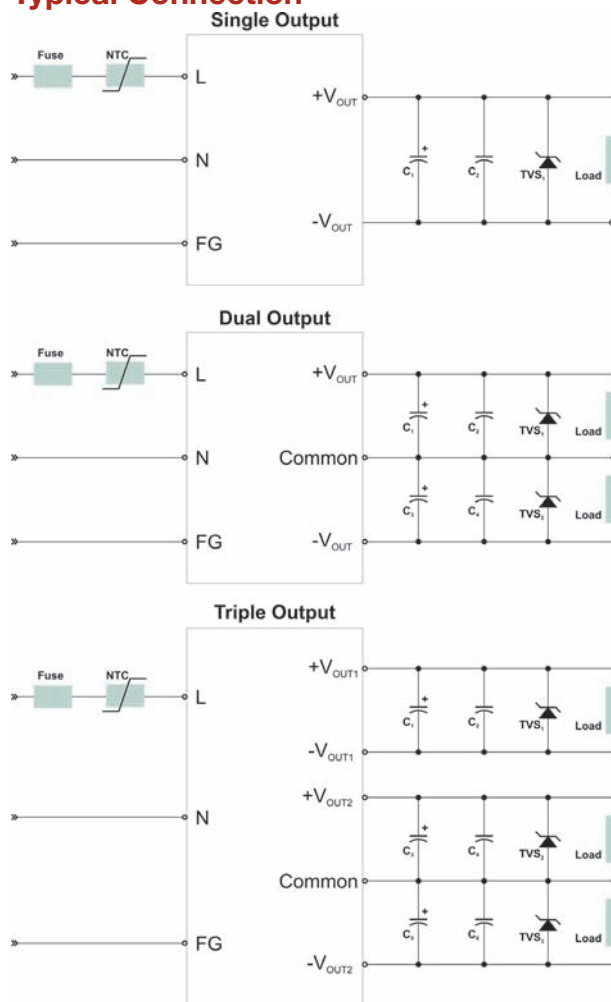 Typical Connection
Single Output
Fuse NTC
L
+VOUT
+
N
C₁ C₂ TVS₁ Load
-VOUT
FG
Dual Output
Fuse NTC
L
+VOUT
+
C₁ C₂ TVS₁ Load
N Common
+
C₃ C₄ TVS₂ Load
FG
-VOUT
Triple Output
Fuse NTC
+VOUT1
L
+
C₁ C₂ TVS₁ Load
-VOUT1
+VOUT2
N
+
C₃ C₄ TVS₂ Load
Common
+
C₅ C₆ TVS₃ Load
FG
-VOUT2